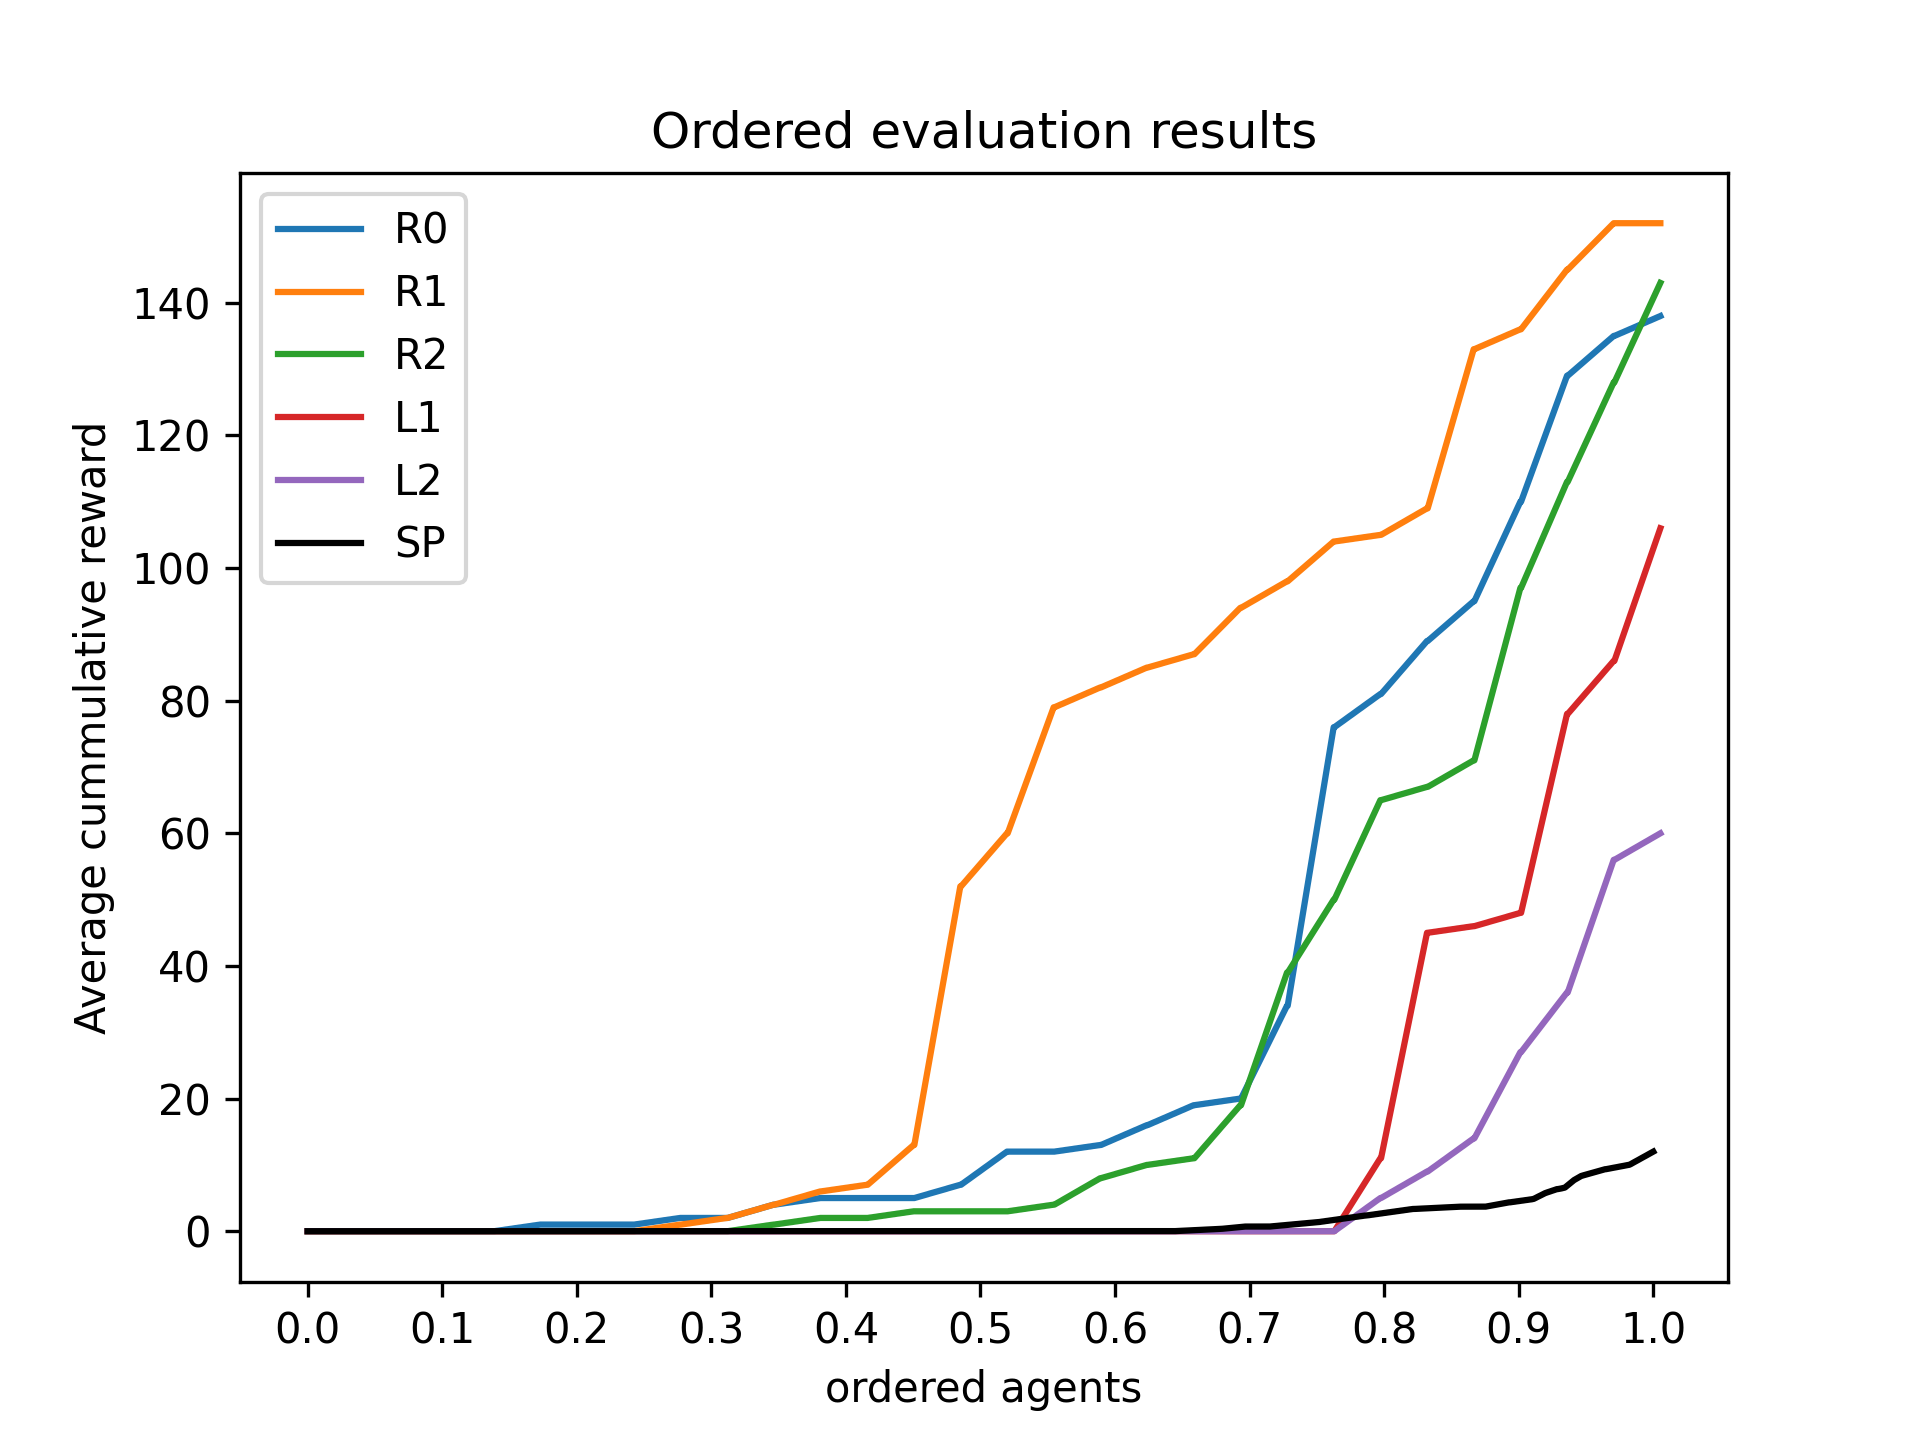 Ordered evaluation results
R0
R1
R2
L1
L2
SP
Average cummulative reward
140
120
100
80
60
40
20
0
0.0 0.1 0.2 0.3 0.4 0.5 0.6 0.7 0.8 0.9 1.0
ordered agents